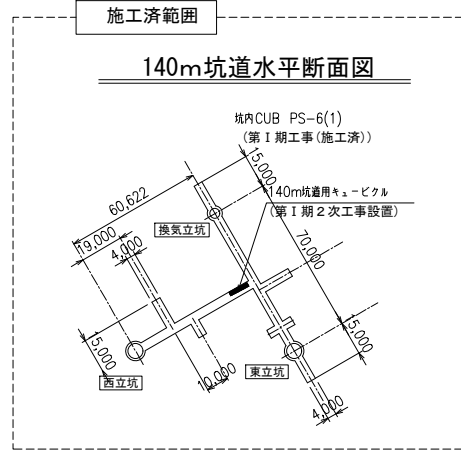 施工済範囲
140m坑道水平断面図
坑内CUB PS-6(1)
(第Ⅰ期工事(施工済))
15,000
140m坑道用キュービクル
(第Ⅰ期2次工事設置)
60,622
換気立坑
19,000
4,000
70,000
15,000
西立坑
10,000
東立坑
15,000
4,000